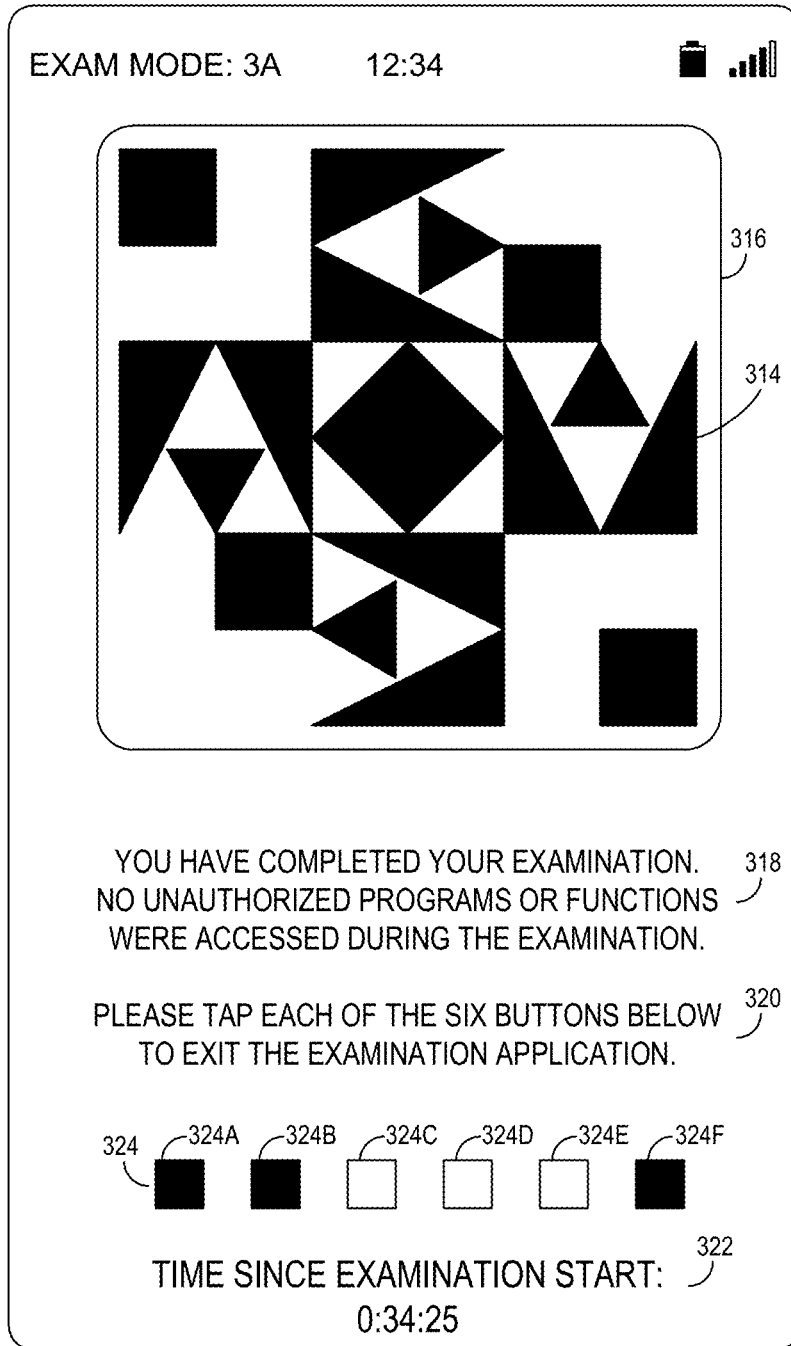 EXAM MODE: 3A 12:34
316
314
YOU HAVE COMPLETED YOUR EXAMINATION. 318
NO UNAUTHORIZED PROGRAMS OR FUNCTIONS
WERE ACCESSED DURING THE EXAMINATION.
PLEASE TAP EACH OF THE SIX BUTTONS BELOW 320
TO EXIT THE EXAMINATION APPLICATION.
324 324A 324B 324C 324D 324E 324F
TIME SINCE EXAMINATION START: 322
0:34:25